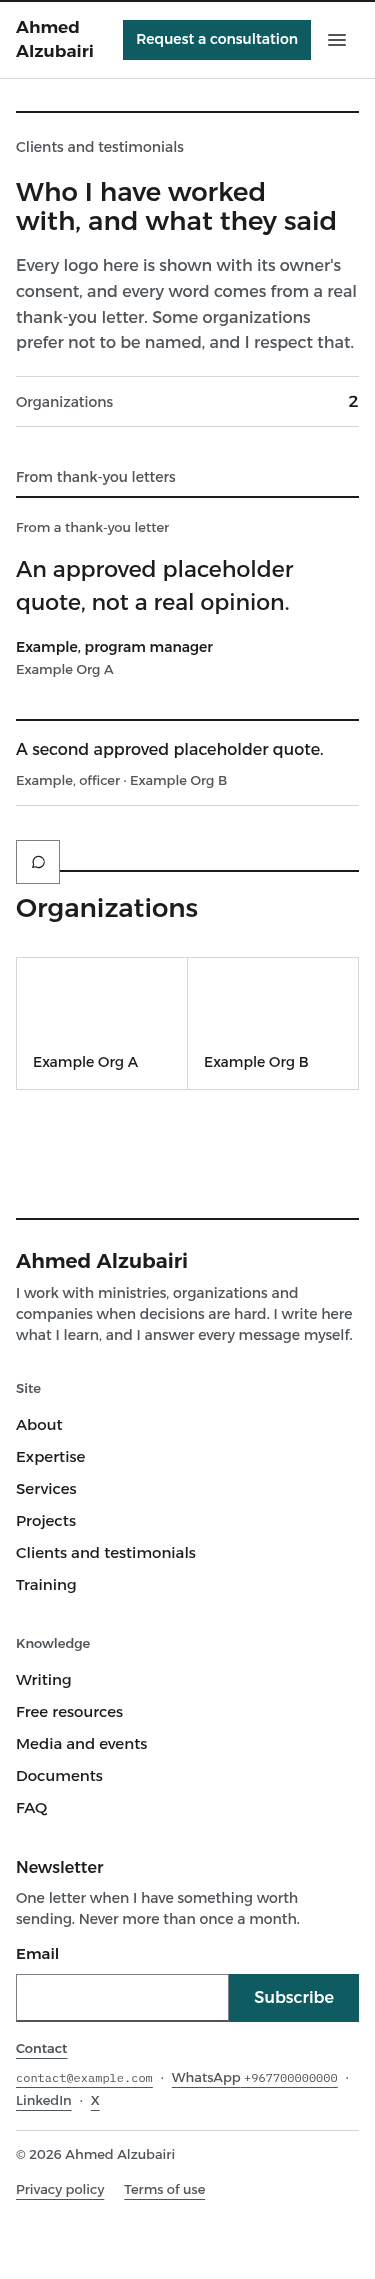 Ahmed
Alzubairi
Request a consultation
Clients and testimonials
Who I have worked
with, and what they said
Every logo here is shown with its owner's
consent, and every word comes from a real
thank-you letter. Some organizations
prefer not to be named, and I respect that.
Organizations 2
From thank-you letters
From a thank-you letter
An approved placeholder
quote, not a real opinion.
Example, program manager
Example Org A
A second approved placeholder quote.
Example, officer · Example Org B
Organizations
Example Org A Example Org B
Ahmed Alzubairi
I work with ministries, organizations and
companies when decisions are hard. I write here
what I learn, and I answer every message myself.
Site
About
Expertise
Services
Projects
Clients and testimonials
Training
Knowledge
Writing
Free resources
Media and events
Documents
FAQ
Newsletter
One letter when I have something worth
sending. Never more than once a month.
Email
Subscribe
Contact
contact@example.com · WhatsApp +967700000000 ·
LinkedIn · X
© 2026 Ahmed Alzubairi
Privacy policy Terms of use